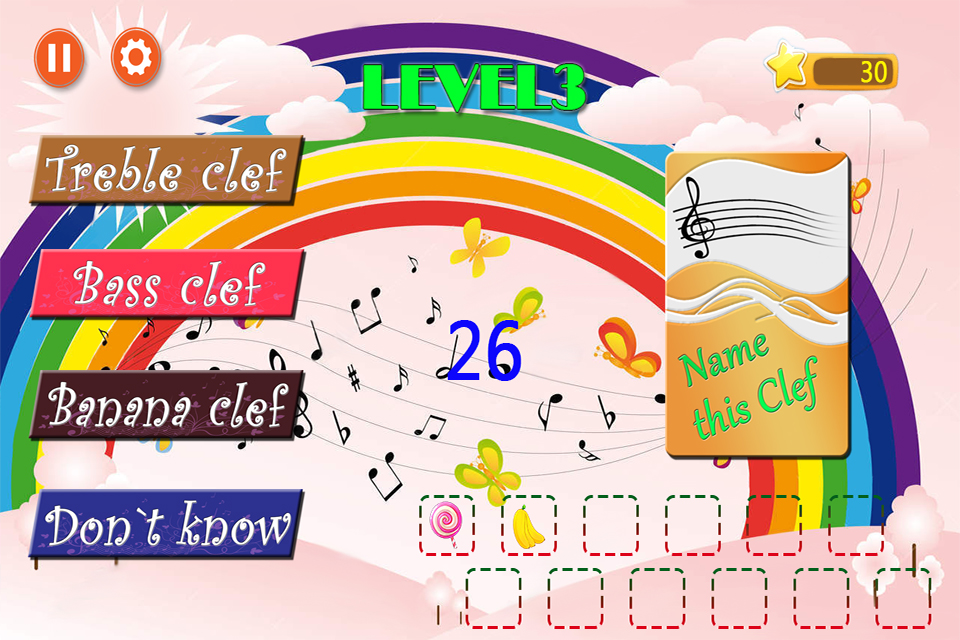 LEVEL3
30
Treble clef
Bass clef
Banana clef
Don`t know
26
Name
this Clef